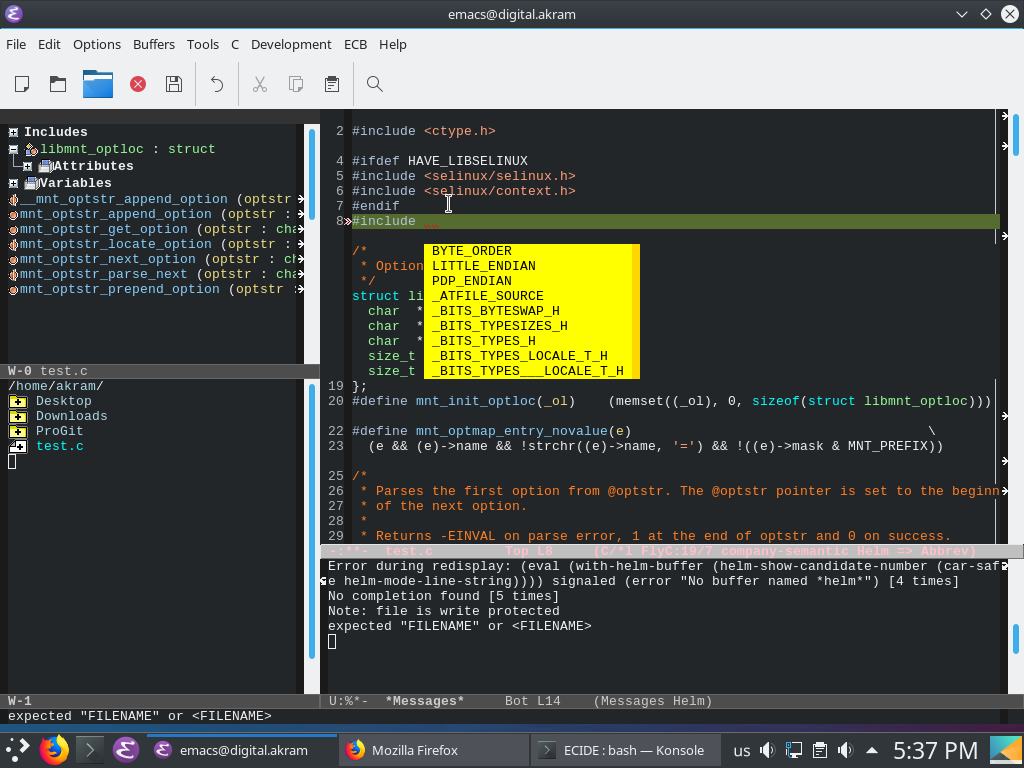 emacs@digital.akram
File Edit Options Buffers Tools C Development ECB Help
Includes
libmnt_optloc : struct
Attributes
Variables
__mnt_optstr_append_option (optstr
mnt_optstr_append_option (optstr :
mnt_optstr_get_option (optstr : cha
mnt_optstr_locate_option (optstr :
mnt_optstr_next_option (optstr : ch
mnt_optstr_parse_next (optstr : cha
mnt_optstr_prepend_option (optstr :
W-0 test.c
/home/akram/
Desktop
Downloads
ProGit
test.c
W-1
2 #include <ctype.h>
4 #ifdef HAVE_LIBSELINUX
5 #include <selinux/selinux.h>
6 #include <selinux/context.h>
7 #endif
8 #include
/*
* Option
*/
struct li
char *
char *
char *
size_t
size_t
BYTE_ORDER
LITTLE_ENDIAN
PDP_ENDIAN
_ATFILE_SOURCE
_BITS_BYTESWAP_H
_BITS_TYPESIZES_H
_BITS_TYPES_H
_BITS_TYPES_LOCALE_T_H
_BITS_TYPES___LOCALE_T_H
19 };
20 #define mnt_init_optloc(_ol) (memset((_ol), 0, sizeof(struct libmnt_optloc)))
22 #define mnt_optmap_entry_novalue(e) \
23 (e && (e)->name && !strchr((e)->name, '=') && !((e)->mask & MNT_PREFIX))
25 /*
26 * Parses the first option from @optstr. The @optstr pointer is set to the beginn
27 * of the next option.
28 *
29 * Returns -EINVAL on parse error, 1 at the end of optstr and 0 on success.
-:**- test.c Top L8 (C/*l FlyC:19/7 company-semantic Helm => Abbrev)
Error during redisplay: (eval (with-helm-buffer (helm-show-candidate-number (car-saf
e helm-mode-line-string)))) signaled (error "No buffer named *helm*") [4 times]
No completion found [5 times]
Note: file is write protected
expected "FILENAME" or <FILENAME>
U:%*- *Messages* Bot L14 (Messages Helm)
expected "FILENAME" or <FILENAME>
emacs@digital.akram
Mozilla Firefox
ECIDE : bash — Konsole
us
5:37 PM